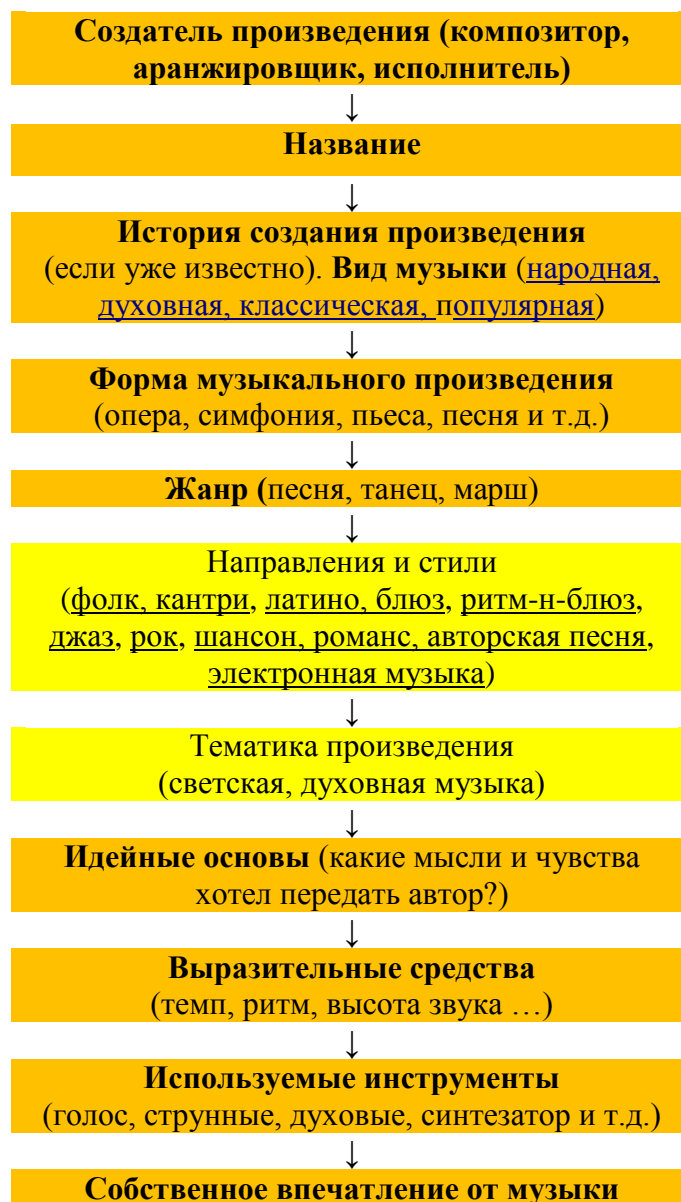 Создатель произведения (композитор,
аранжировщик, исполнитель)
↓
Название
↓
История создания произведения
(если уже известно). Вид музыки (народная,
духовная, классическая, популярная)
↓
Форма музыкального произведения
(опера, симфония, пьеса, песня и т.д.)
↓
Жанр (песня, танец, марш)
↓
Направления и стили
(фолк, кантри, латино, блюз, ритм-н-блюз,
джаз, рок, шансон, романс, авторская песня,
электронная музыка)
↓
Тематика произведения
(светская, духовная музыка)
↓
Идейные основы (какие мысли и чувства
хотел передать автор?)
↓
Выразительные средства
(темп, ритм, высота звука …)
↓
Используемые инструменты
(голос, струнные, духовые, синтезатор и т.д.)
↓
Собственное впечатление от музыки